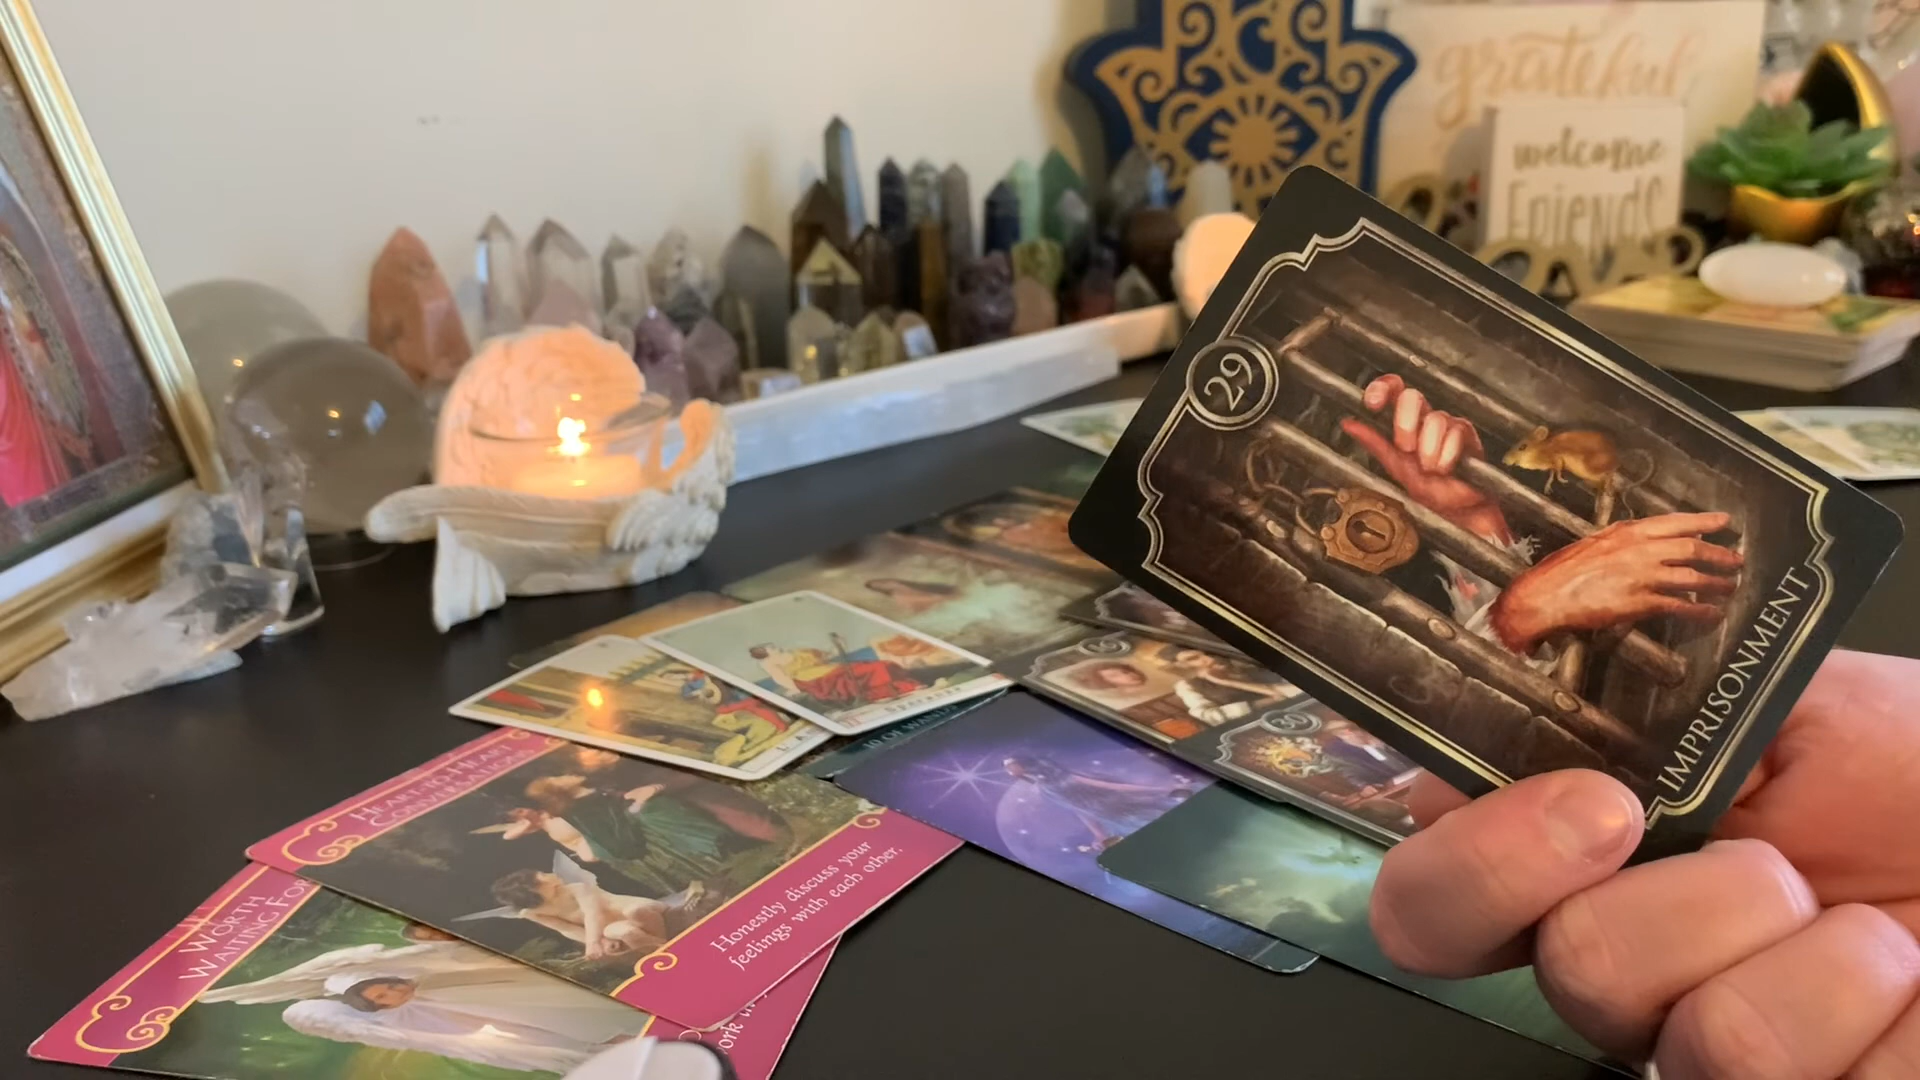 grateful
welcome
Friends
29
IMPRISONMENT
30
10 OF WANDS
HEART-TO-HEART
CONVERSATIONS
Honestly discuss your
feelings with each other.
WORTH
WAITING FOR